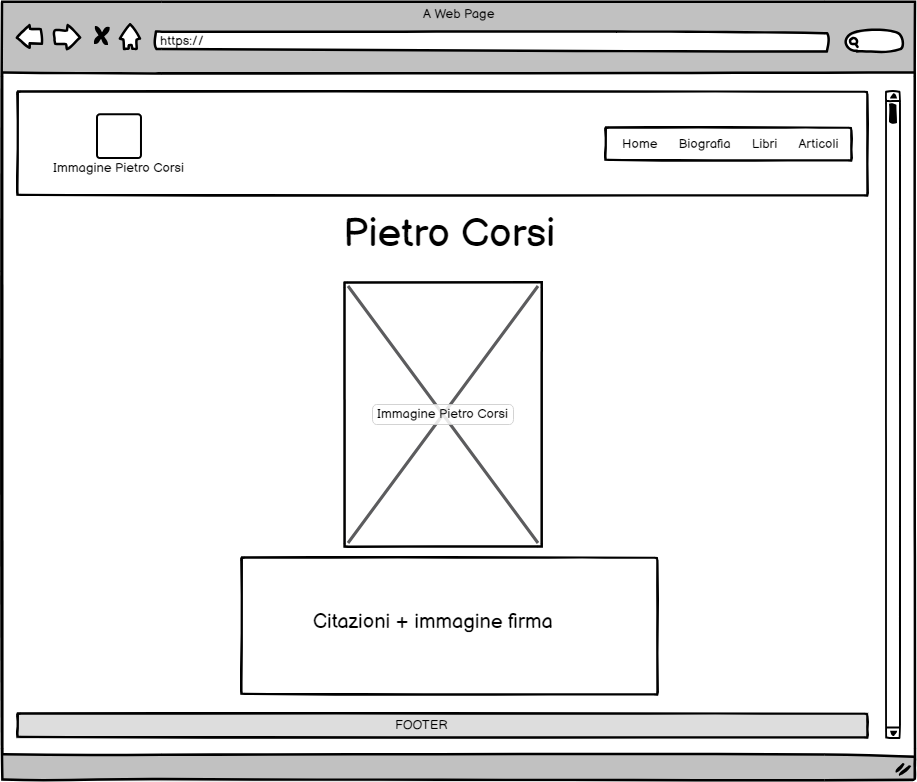 A Web Page
https://
Immagine Pietro Corsi
Home Biografia Libri Articoli
Pietro Corsi
Immagine Pietro Corsi
Citazioni + immagine firma
FOOTER